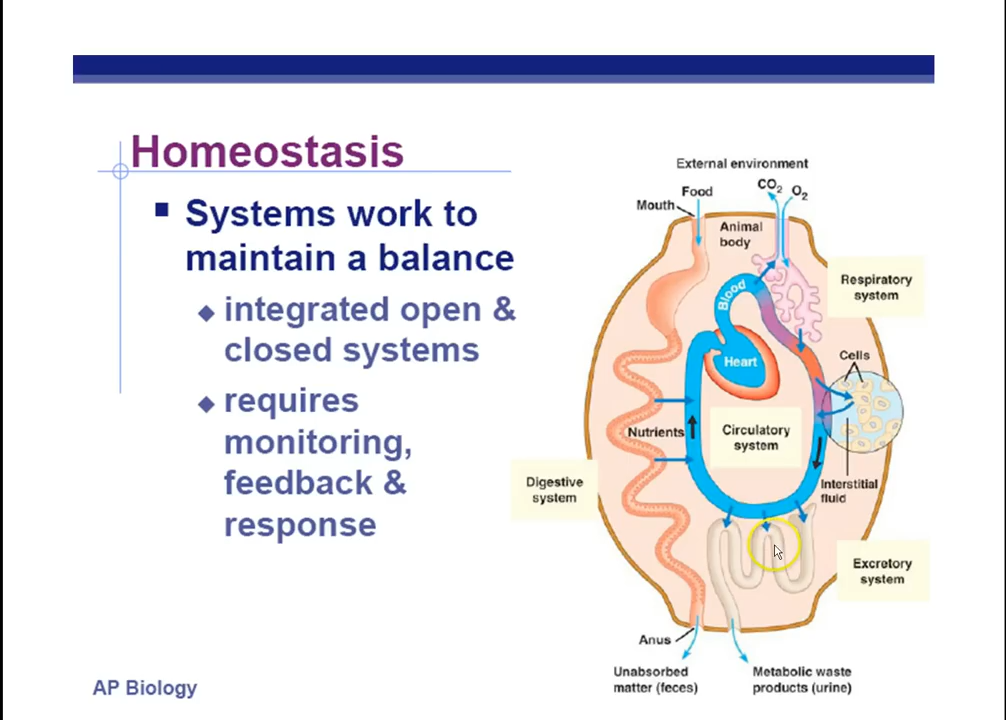 Homeostasis
Systems work to
maintain a balance
integrated open &
closed systems
requires
monitoring,
feedback &
response
External environment
Food
CO2
O2
Mouth
Animal
body
Respiratory
system
Blood
Heart
Cells
Nutrients
Circulatory
system
Digestive
system
Interstitial
fluid
Excretory
system
Anus
Unabsorbed
matter (feces)
Metabolic waste
products (urine)
AP Biology